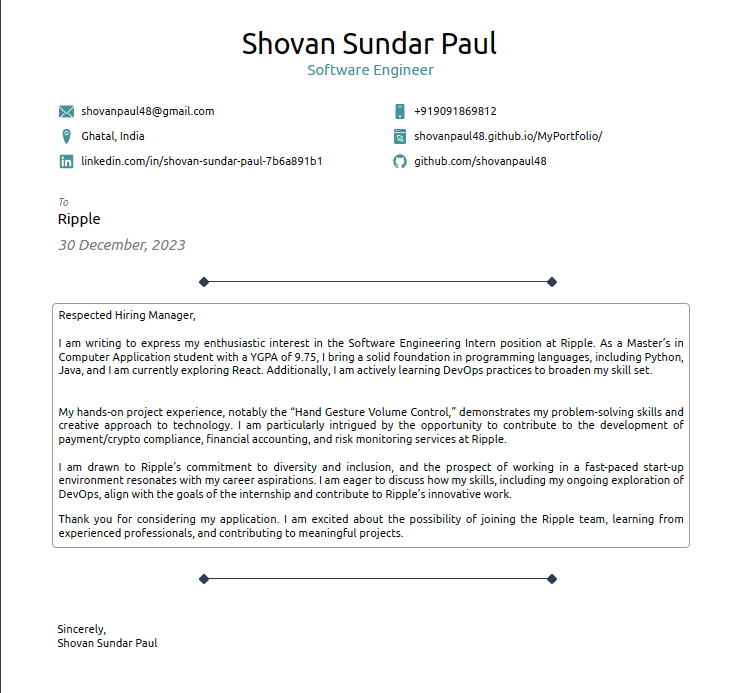 Shovan Sundar Paul
Software Engineer
shovanpaul48@gmail.com
+919091869812
Ghatal, India
shovanpaul48.github.io/MyPortfolio/
linkedin.com/in/shovan-sundar-paul-7b6a891b1
github.com/shovanpaul48
To
Ripple
30 December, 2023
Respected Hiring Manager,
I am writing to express my enthusiastic interest in the Software Engineering Intern position at Ripple. As a Master's in
Computer Application student with a YGPA of 9.75, I bring a solid foundation in programming languages, including Python,
Java, and I am currently exploring React. Additionally, I am actively learning DevOps practices to broaden my skill set.
My hands-on project experience, notably the “Hand Gesture Volume Control,” demonstrates my problem-solving skills and
creative approach to technology. I am particularly intrigued by the opportunity to contribute to the development of
payment/crypto compliance, financial accounting, and risk monitoring services at Ripple.
I am drawn to Ripple's commitment to diversity and inclusion, and the prospect of working in a fast-paced start-up
environment resonates with my career aspirations. I am eager to discuss how my skills, including my ongoing exploration of
DevOps, align with the goals of the internship and contribute to Ripple's innovative work.
Thank you for considering my application. I am excited about the possibility of joining the Ripple team, learning from
experienced professionals, and contributing to meaningful projects.
Sincerely,
Shovan Sundar Paul